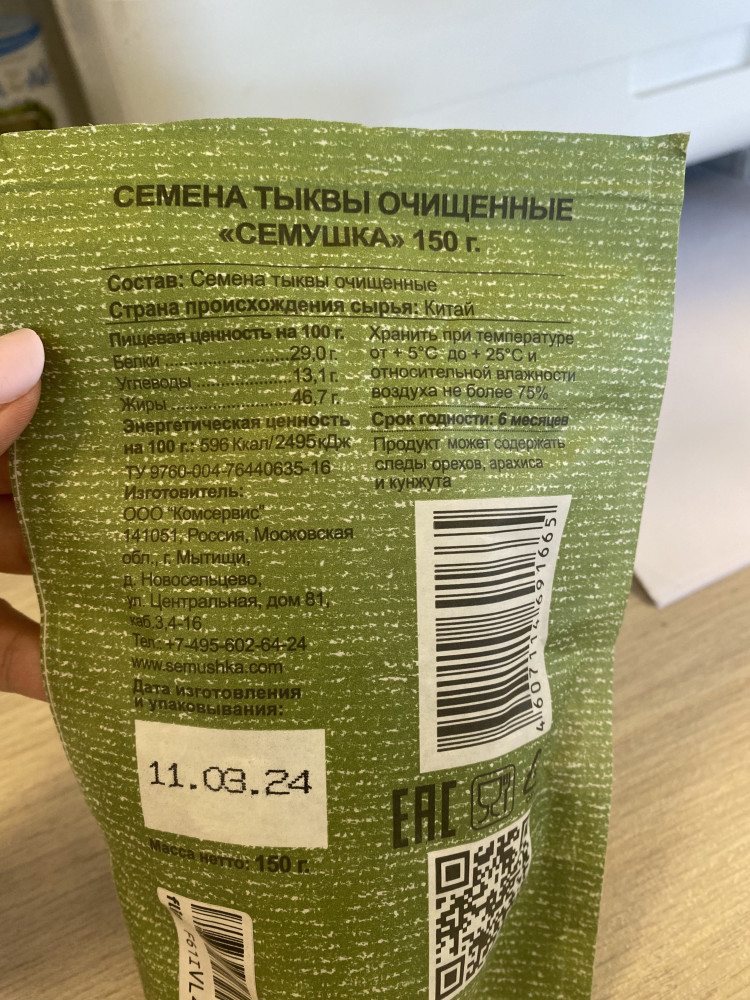 СЕМЕНА ТЫКВЫ ОЧИЩЕННЫЕ
«СЕМУШКА» 150 г.
Состав: Семена тыквы очищенные
Страна происхождения сырья: Китай
Пищевая ценность на 100 г.
Белки ...........................29,0 г.
Углеводы ....................13,1 г.
Жиры ..........................46,7 г.
Энергетическая ценность
на 100 г.: 596 Ккал/2495кДж
ТУ 9760-004-76440635-16
Изготовитель:
ООО "Комсервис"
141051, Россия, Московская
обл., г. Мытищи,
д. Новосельцево,
ул. Центральная, дом 81,
каб.3,4-16
Тел.: +7-495-602-64-24
www.semushka.com
Дата изготовления
и упаковывания:
11.03.24
Масса нетто: 150 г.
Хранить при температуре
от + 5°C до + 25°C и
относительной влажности
воздуха не более 75%
Срок годности: 6 месяцев
Продукт может содержать
следы орехов, арахиса
и кунжута
4607114691665
EAC